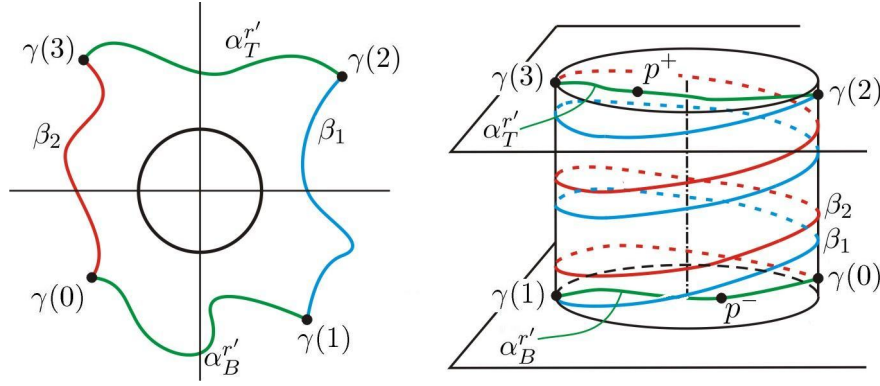 γ(3)
α_T^{r'}
γ(2)
β_2
β_1
γ(0)
α_B^{r'}
γ(1)
γ(3)
p^+
γ(2)
α_T^{r'}
β_2
β_1
γ(0)
γ(1)
p^-
α_B^{r'}